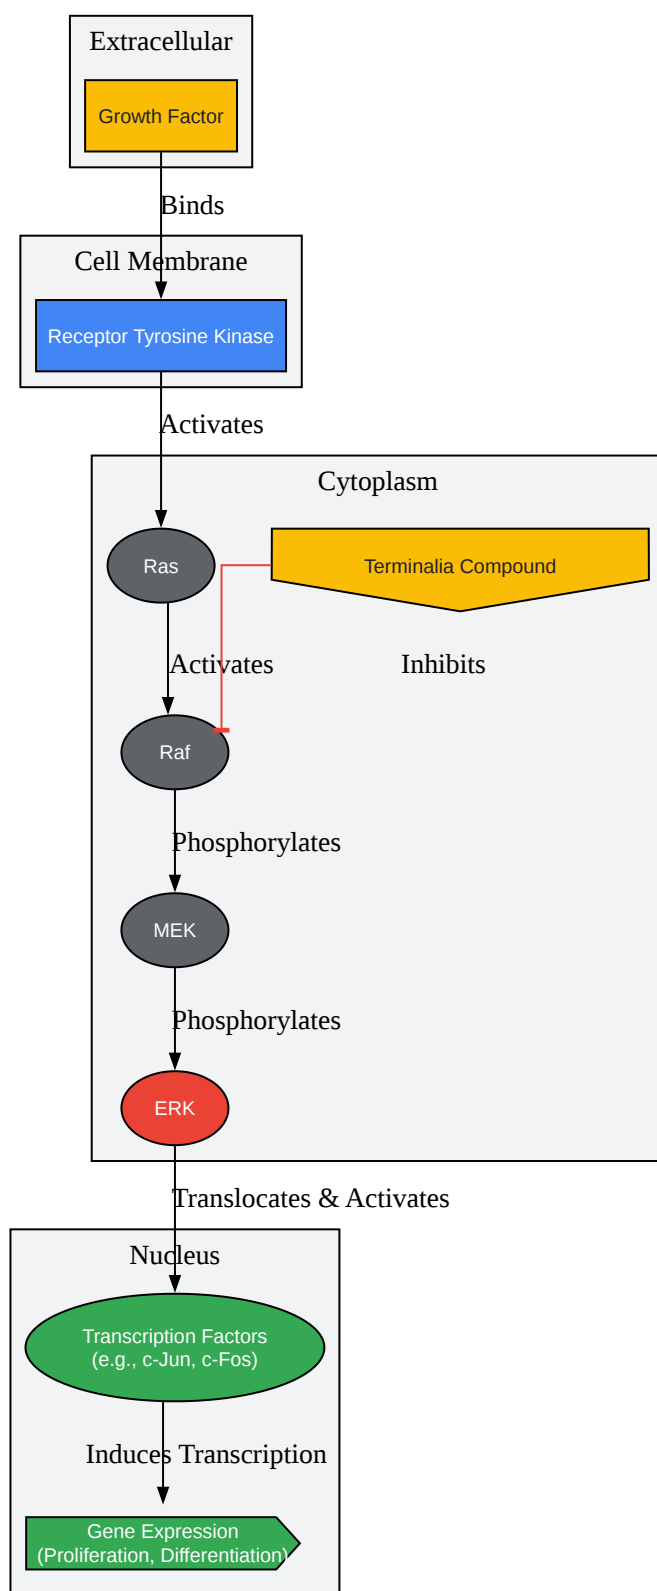 Extracellular
Growth Factor
Binds
Cell Membrane
Receptor Tyrosine Kinase
Activates
Cytoplasm
Ras
Terminalia Compound
Activates
Inhibits
Raf
Phosphorylates
MEK
Phosphorylates
ERK
Translocates & Activates
Nucleus
Transcription Factors
(e.g., c-Jun, c-Fos)
Induces Transcription
Gene Expression
(Proliferation, Differentiation)